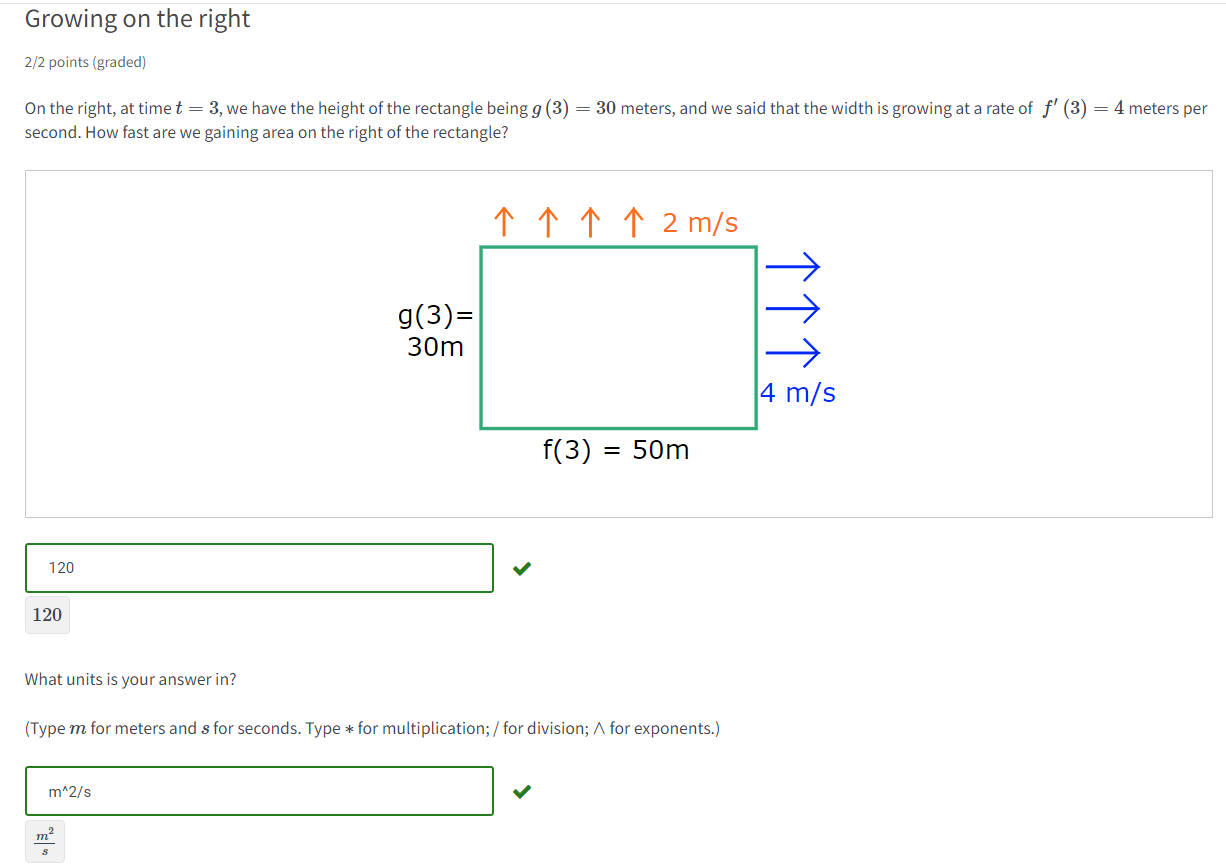 Growing on the right
2/2 points (graded)
On the right, at time t = 3, we have the height of the rectangle being g (3) = 30 meters, and we said that the width is growing at a rate of f′ (3) = 4 meters per
second. How fast are we gaining area on the right of the rectangle?
↑ ↑ ↑ ↑ 2 m/s
g(3)=
30m
4 m/s
f(3) = 50m
120
120
What units is your answer in?
(Type m for meters and s for seconds. Type * for multiplication; / for division; ∧ for exponents.)
m^2/s
m²
s